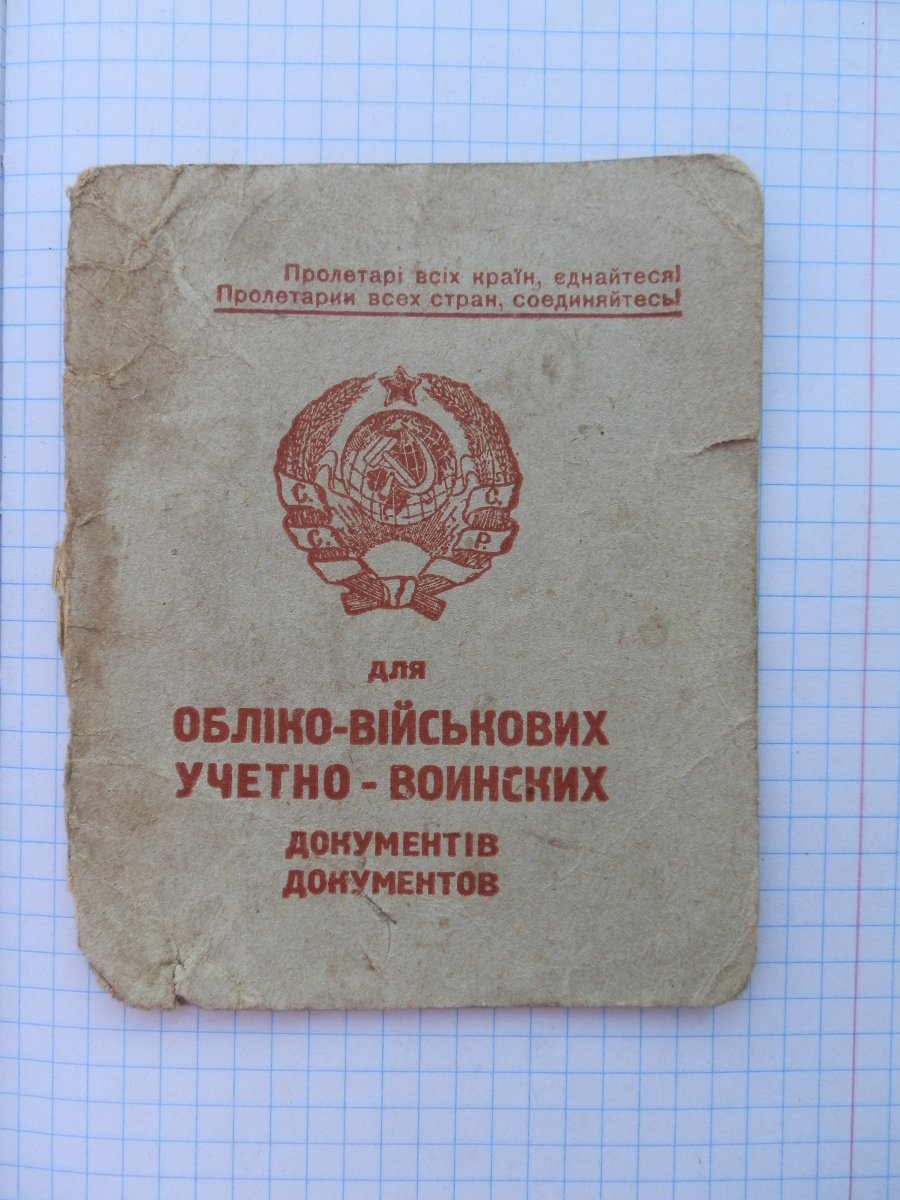 Пролетарі всіх країн, єднайтеся!
Пролетарии всех стран, соединяйтесь!
С. С.
С. Р.
для
ОБЛІКО-ВІЙСЬКОВИХ
УЧЕТНО - ВОИНСКИХ
ДОКУМЕНТІВ
ДОКУМЕНТОВ